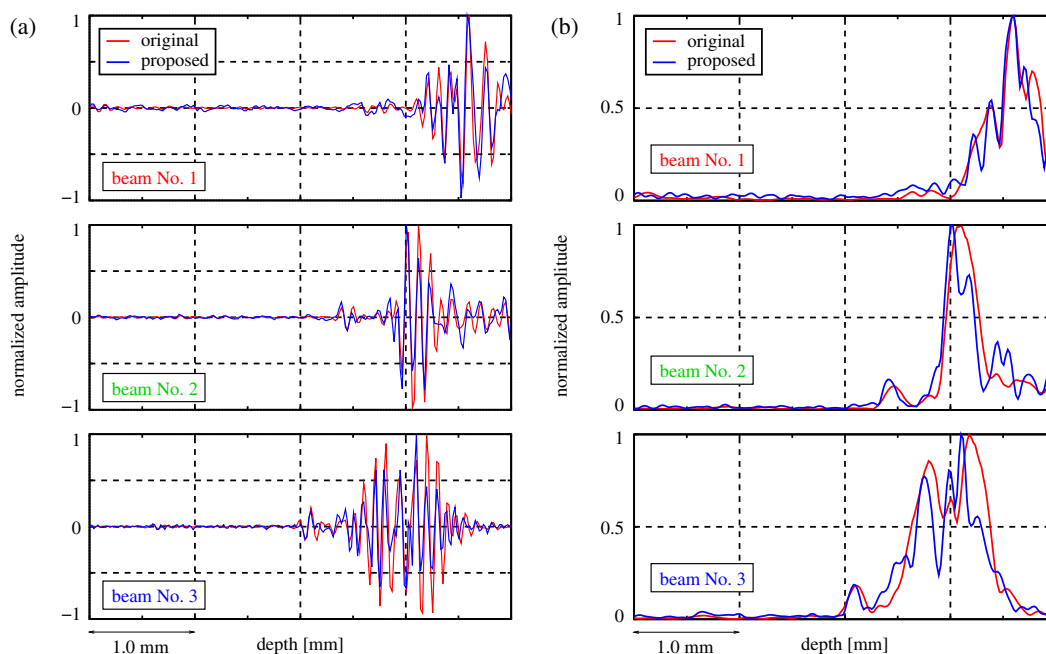 (a)
normalized amplitude
1
0
−1
original
proposed
beam No. 1
1
0
−1
beam No. 2
1
0
−1
beam No. 3
1.0 mm
depth [mm]
(b)
normalized amplitude
1
0.5
0
original
proposed
beam No. 1
1
0.5
0
beam No. 2
1
0.5
0
beam No. 3
1.0 mm
depth [mm]